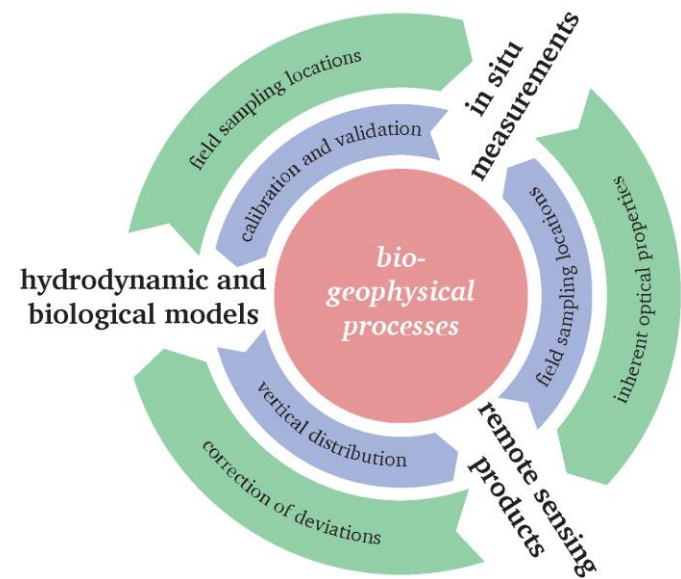 field sampling locations
in situ
measurements
calibration and validation
bio-
geophysical
processes
field sampling locations
inherent optical properties
hydrodynamic and
biological models
vertical distribution
remote sensing
products
correction of deviations